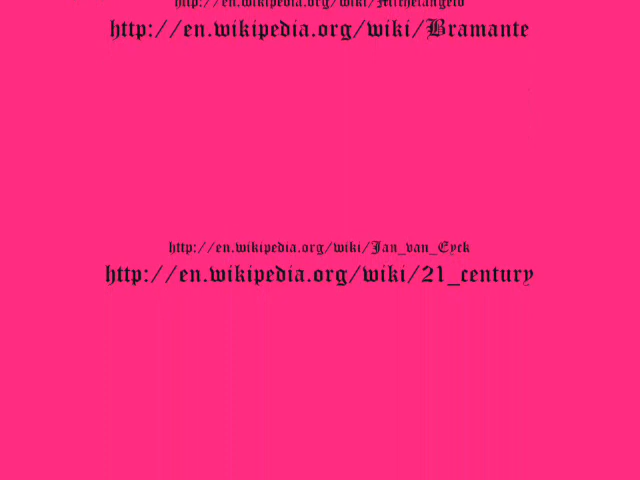 http://en.wikipedia.org/wiki/Michelangelo
http://en.wikipedia.org/wiki/Bramante
http://en.wikipedia.org/wiki/Jan_van_Eyck
http://en.wikipedia.org/wiki/21_century